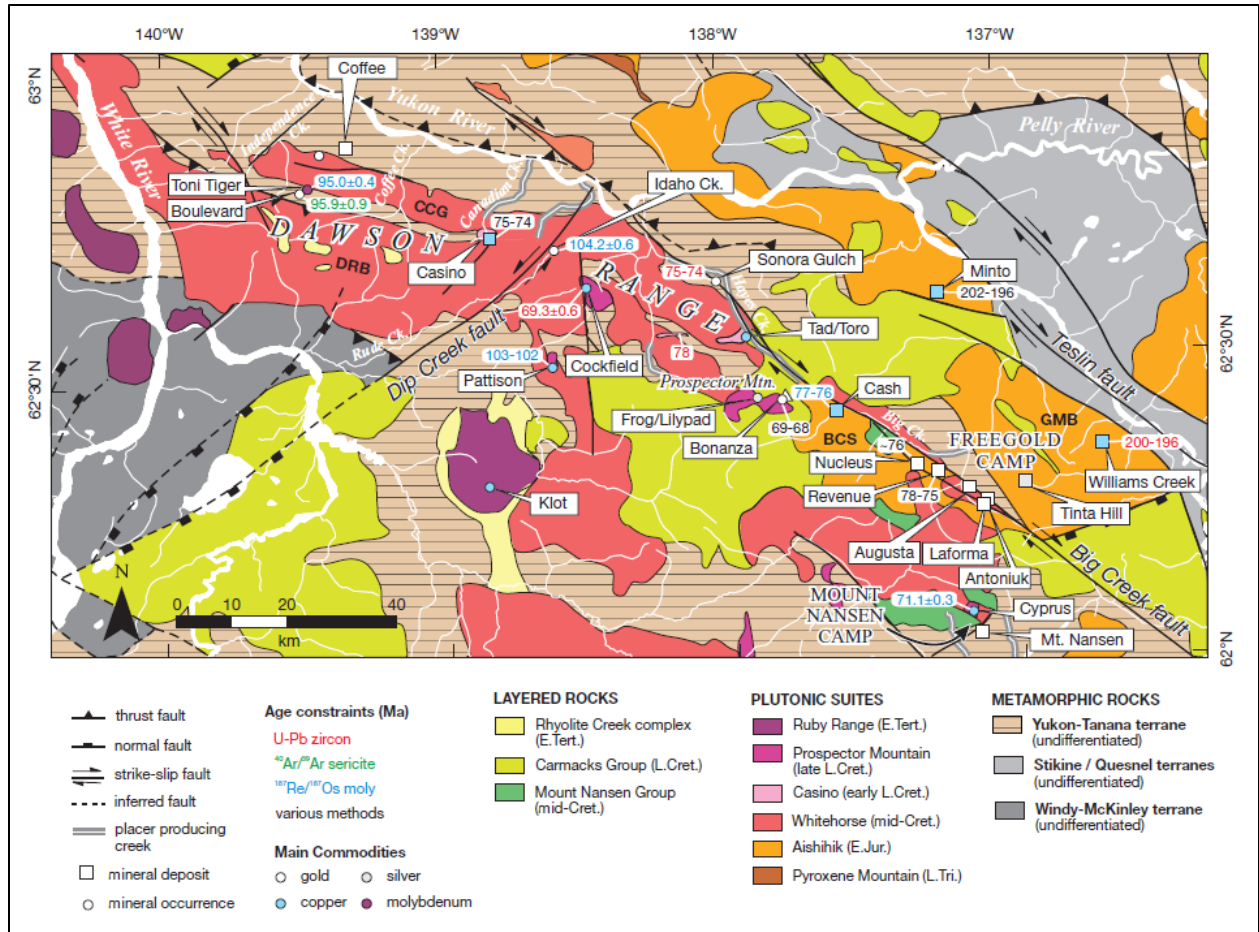 140°W
139°W
138°W
137°W
63°N
62°30'N
62°30'N
62°N
Coffee
White River
Independence Ck.
Yukon River
Pelly River
Toni Tiger
95.0±0.4
Boulevard
95.9±0.9
Coffee Ck.
CCG
Canadian Ck.
75-74
Idaho Ck.
DAWSON
DRB
Casino
104.2±0.6
RANGE
75-74
Sonora Gulch
Hayes Ck.
Minto
202-196
Rude Ck.
69.3±0.6
Tad/Toro
Teslin fault
Dip Creek fault
103-102
Pattison
Cockfield
78
Prospector Mtn.
77-76
Cash
Frog/Lilypad
Bonanza
69-68
BCS
Big Ck.
GMB
~76
FREEGOLD
CAMP
200-196
Nucleus
Williams Creek
Revenue
78-75
Tinta Hill
Klot
Augusta
Laforma
Antoniuk
Big Creek fault
N
0 10 20 40
km
MOUNT
NANSEN
CAMP
71.1±0.3
Cyprus
Mt. Nansen
thrust fault
normal fault
strike-slip fault
inferred fault
placer producing
creek
mineral deposit
mineral occurrence
Age constraints (Ma)
U-Pb zircon
⁴⁰Ar/³⁹Ar sericite
¹⁸⁷Re/¹⁸⁷Os moly
various methods
Main Commodities
gold
silver
copper
molybdenum
LAYERED ROCKS
Rhyolite Creek complex
(E.Tert.)
Carmacks Group (L.Cret.)
Mount Nansen Group
(mid-Cret.)
PLUTONIC SUITES
Ruby Range (E.Tert.)
Prospector Mountain
(late L.Cret.)
Casino (early L.Cret.)
Whitehorse (mid-Cret.)
Aishihik (E.Jur.)
Pyroxene Mountain (L.Tri.)
METAMORPHIC ROCKS
Yukon-Tanana terrane
(undifferentiated)
Stikine / Quesnel terranes
(undifferentiated)
Windy-McKinley terrane
(undifferentiated)